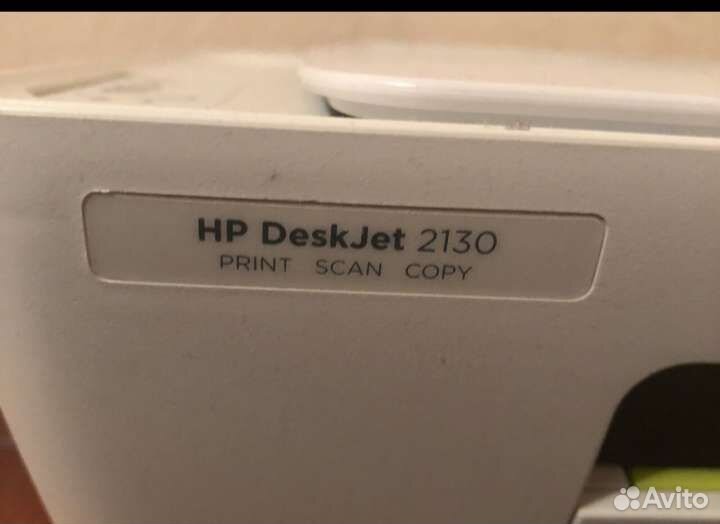 HP DeskJet 2130
PRINT SCAN COPY
Avito